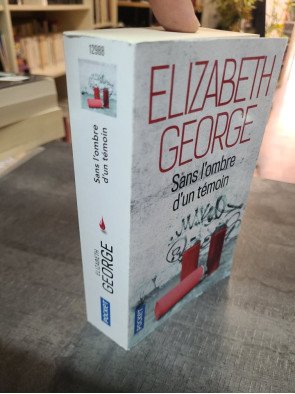 12988
Sans l'ombre
d'un témoin
ELIZABETH
GEORGE
POCKET
ELIZABETH
GEORGE
Sans l'ombre
d'un témoin